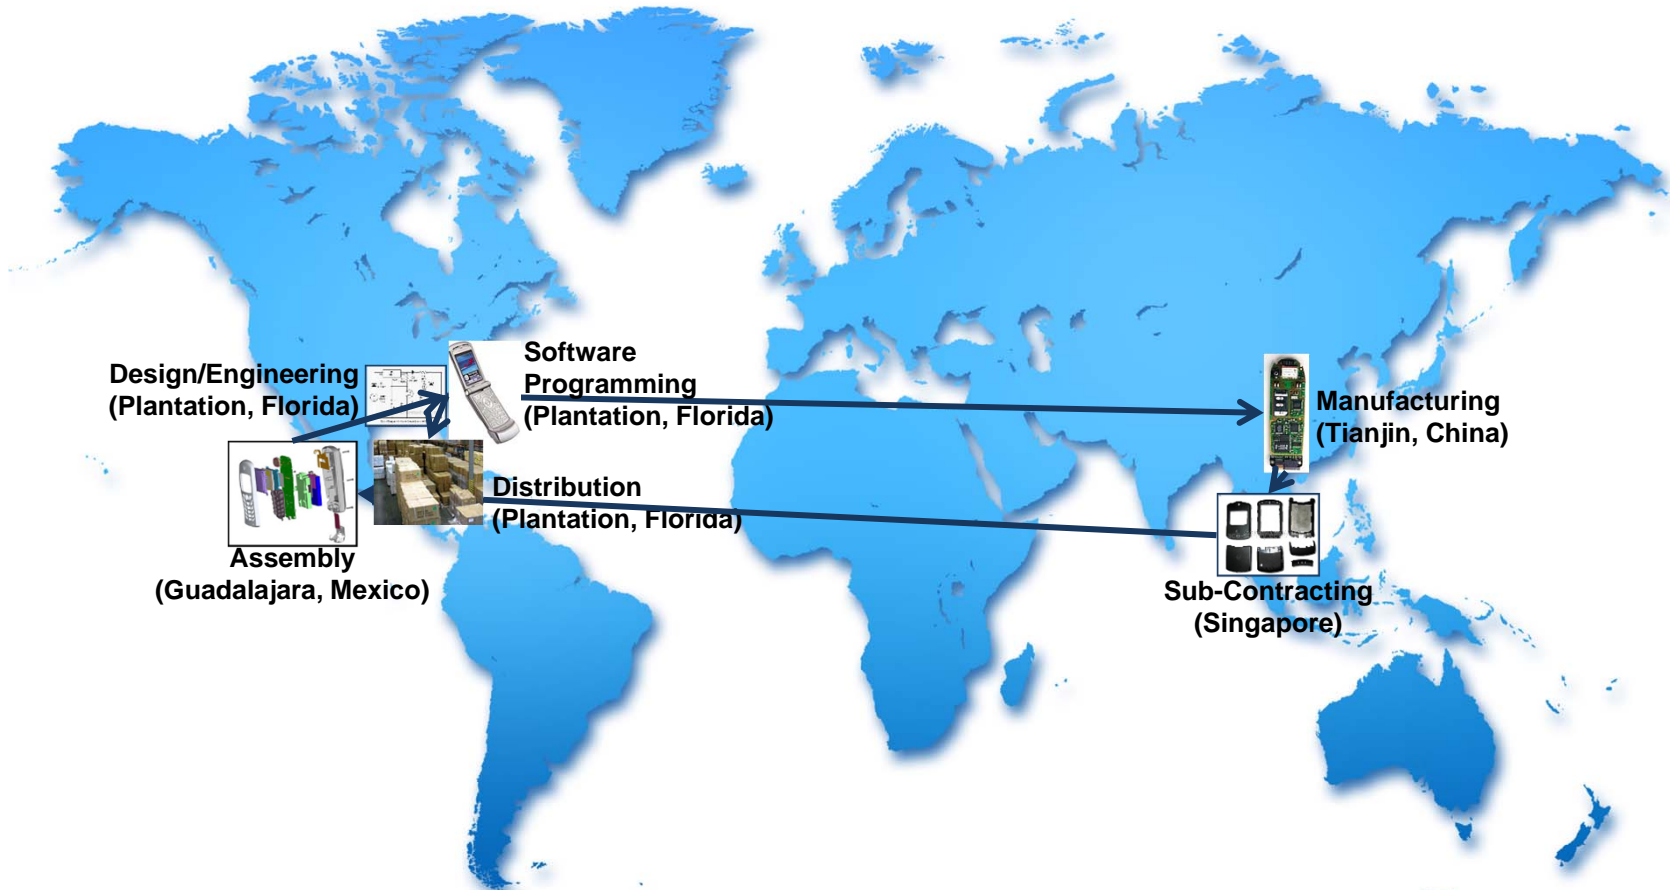 Design/Engineering
(Plantation, Florida)
Software
Programming
(Plantation, Florida)
Manufacturing
(Tianjin, China)
Distribution
(Plantation, Florida)
Assembly
(Guadalajara, Mexico)
Sub-Contracting
(Singapore)